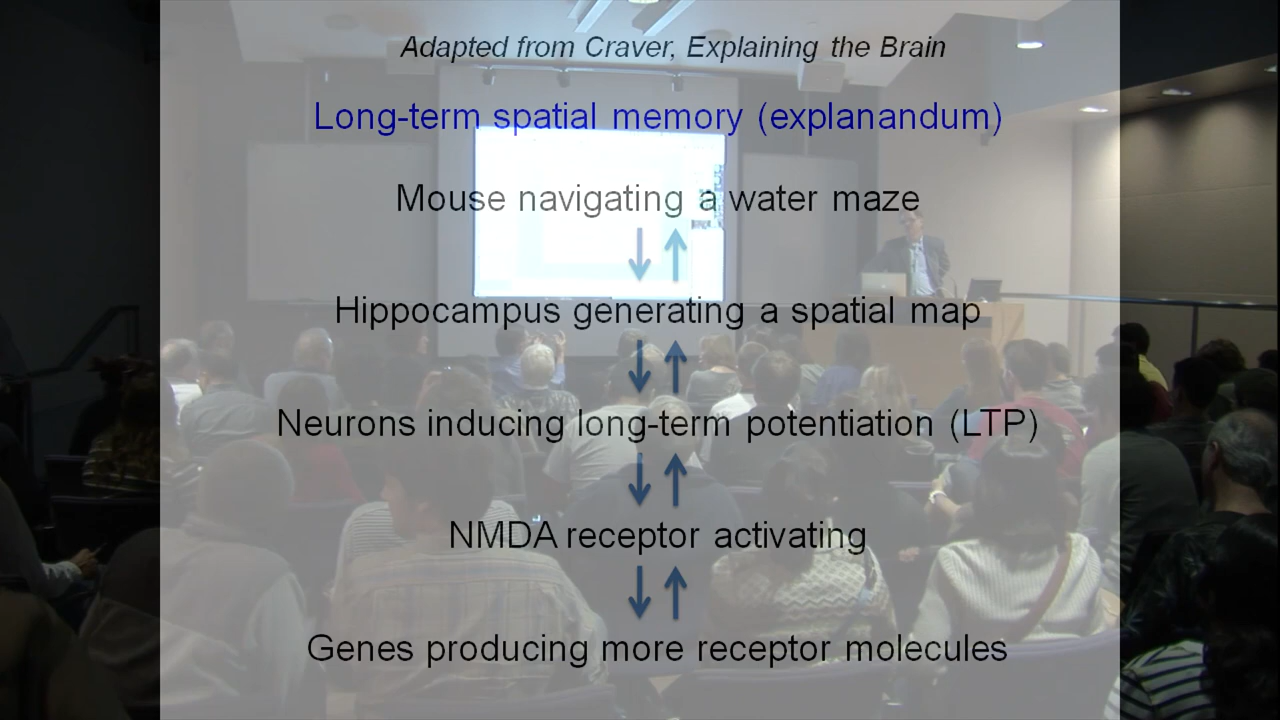 Adapted from Craver, Explaining the Brain
Long-term spatial memory (explanandum)
Mouse navigating a water maze
Hippocampus generating a spatial map
Neurons inducing long-term potentiation (LTP)
NMDA receptor activating
Genes producing more receptor molecules